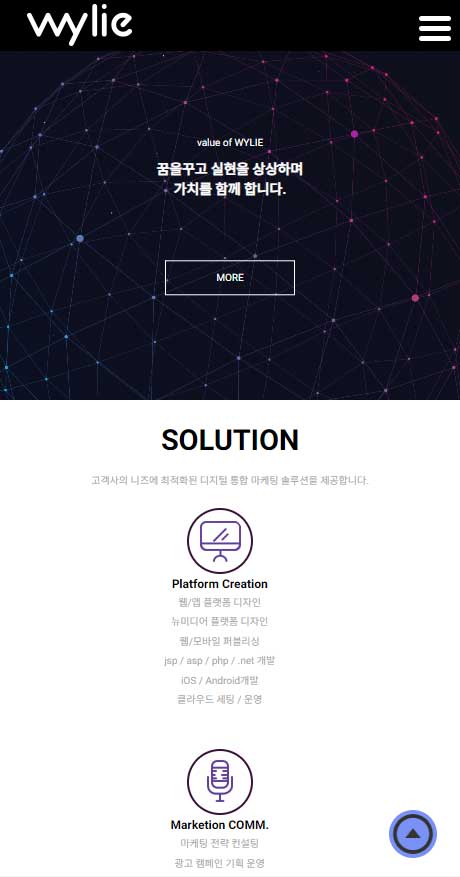 wylie
value of WYLIE
꿈을꾸고 실현을 상상하며
가치를 함께 합니다.
MORE
SOLUTION
고객사의 니즈에 최적화된 디지털 통합 마케팅 솔루션을 제공합니다.
Platform Creation
웹/앱 플랫폼 디자인
뉴미디어 플랫폼 디자인
웹/모바일 퍼블리싱
jsp / asp / php / .net 개발
iOS / Android개발
클라우드 세팅 / 운영
Marketion COMM.
마케팅 전략 컨설팅
광고 캠페인 기획 운영